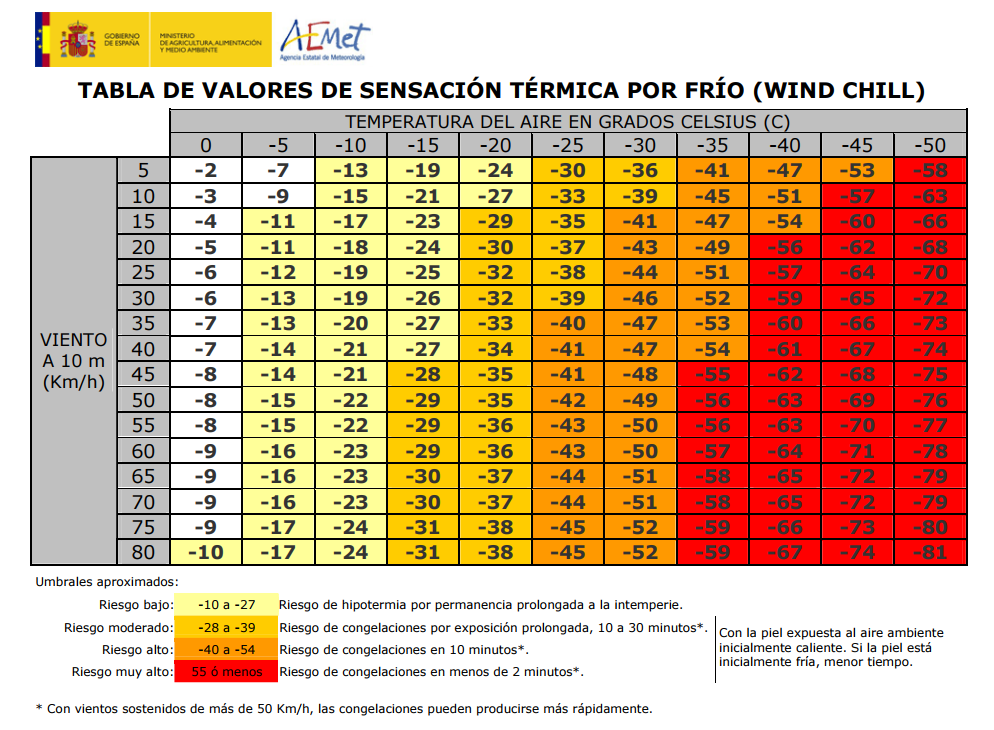 GOBIERNO
DE ESPAÑA
MINISTERIO
DE AGRICULTURA, ALIMENTACIÓN
Y MEDIO AMBIENTE
AEMet
Agencia Estatal de Meteorología
TABLA DE VALORES DE SENSACIÓN TÉRMICA POR FRÍO (WIND CHILL)
TEMPERATURA DEL AIRE EN GRADOS CELSIUS (C)
0 -5 -10 -15 -20 -25 -30 -35 -40 -45 -50
VIENTO
A 10 m
(Km/h)
5 -2 -7 -13 -19 -24 -30 -36 -41 -47 -53 -58
10 -3 -9 -15 -21 -27 -33 -39 -45 -51 -57 -63
15 -4 -11 -17 -23 -29 -35 -41 -47 -54 -60 -66
20 -5 -11 -18 -24 -30 -37 -43 -49 -56 -62 -68
25 -6 -12 -19 -25 -32 -38 -44 -51 -57 -64 -70
30 -6 -13 -19 -26 -32 -39 -46 -52 -59 -65 -72
35 -7 -13 -20 -27 -33 -40 -47 -53 -60 -66 -73
40 -7 -14 -21 -27 -34 -41 -47 -54 -61 -67 -74
45 -8 -14 -21 -28 -35 -41 -48 -55 -62 -68 -75
50 -8 -15 -22 -29 -35 -42 -49 -56 -63 -69 -76
55 -8 -15 -22 -29 -36 -43 -50 -56 -63 -70 -77
60 -9 -16 -23 -29 -36 -43 -50 -57 -64 -71 -78
65 -9 -16 -23 -30 -37 -44 -51 -58 -65 -72 -79
70 -9 -16 -23 -30 -37 -44 -51 -58 -65 -72 -79
75 -9 -17 -24 -31 -38 -45 -52 -59 -66 -73 -80
80 -10 -17 -24 -31 -38 -45 -52 -59 -67 -74 -81
Umbrales aproximados:
Riesgo bajo: -10 a -27 Riesgo de hipotermia por permanencia prolongada a la intemperie.
Riesgo moderado: -28 a -39 Riesgo de congelaciones por exposición prolongada, 10 a 30 minutos*.
Riesgo alto: -40 a -54 Riesgo de congelaciones en 10 minutos*.
Riesgo muy alto: 55 ó menos Riesgo de congelaciones en menos de 2 minutos*.
Con la piel expuesta al aire ambiente
inicialmente caliente. Si la piel está
inicialmente fría, menor tiempo.
* Con vientos sostenidos de más de 50 Km/h, las congelaciones pueden producirse más rápidamente.